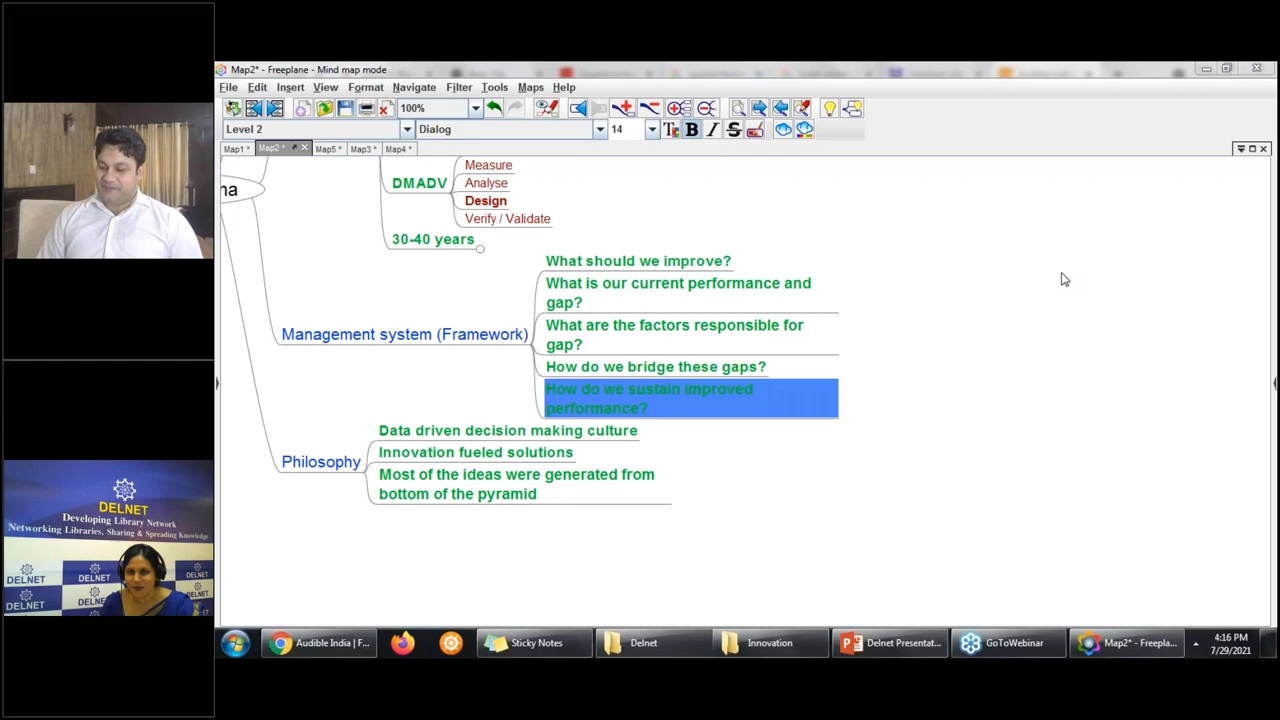 Map2* - Freeplane - Mind map mode
File Edit Insert View Format Navigate Filter Tools Maps Help
100%
Level 2 Dialog 14 B I S
Map1 * Map2 * Map5 * Map3 * Map4 *
ma
DMADV
Measure
Analyse
Design
Verify / Validate
30-40 years
Management system (Framework)
What should we improve?
What is our current performance and
gap?
What are the factors responsible for
gap?
How do we bridge these gaps?
How do we sustain improved
performance?
Philosophy
Data driven decision making culture
Innovation fueled solutions
Most of the ideas were generated from
bottom of the pyramid
DELNET
Developing Library Network
Networking Libraries, Sharing & Spreading Knowledge
DELNET DELNET DELNET
DELNET
Audible India | F... Sticky Notes Delnet Innovation Delnet Presentat... GoToWebinar Map2* - Freepla...
4:16 PM
7/29/2021